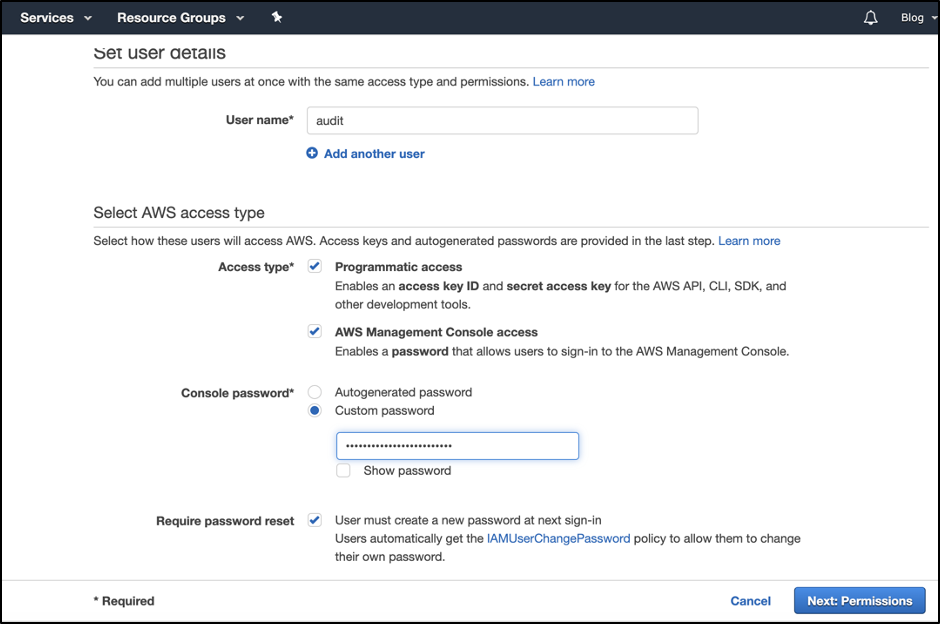 Services Resource Groups Blog
Set user details
You can add multiple users at once with the same access type and permissions. Learn more
User name* audit
Add another user
Select AWS access type
Select how these users will access AWS. Access keys and autogenerated passwords are provided in the last step. Learn more
Access type* Programmatic access
Enables an access key ID and secret access key for the AWS API, CLI, SDK, and
other development tools.
AWS Management Console access
Enables a password that allows users to sign-in to the AWS Management Console.
Console password* Autogenerated password
Custom password
•••••••••••••••••••••••••
Show password
Require password reset User must create a new password at next sign-in
Users automatically get the IAMUserChangePassword policy to allow them to change
their own password.
* Required Cancel Next: Permissions